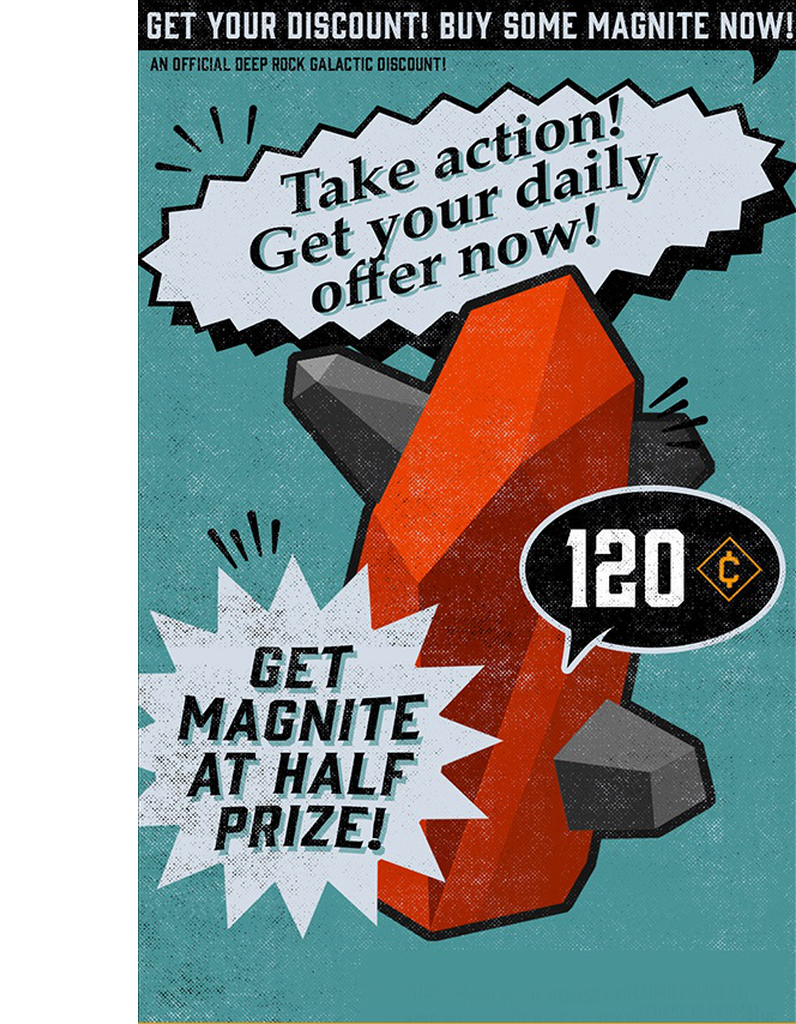 GET YOUR DISCOUNT! BUY SOME MAGNITE NOW!
AN OFFICIAL DEEP ROCK GALACTIC DISCOUNT!
Take action!
Get your daily
offer now!
120 ¢
GET
MAGNITE
AT HALF
PRIZE!